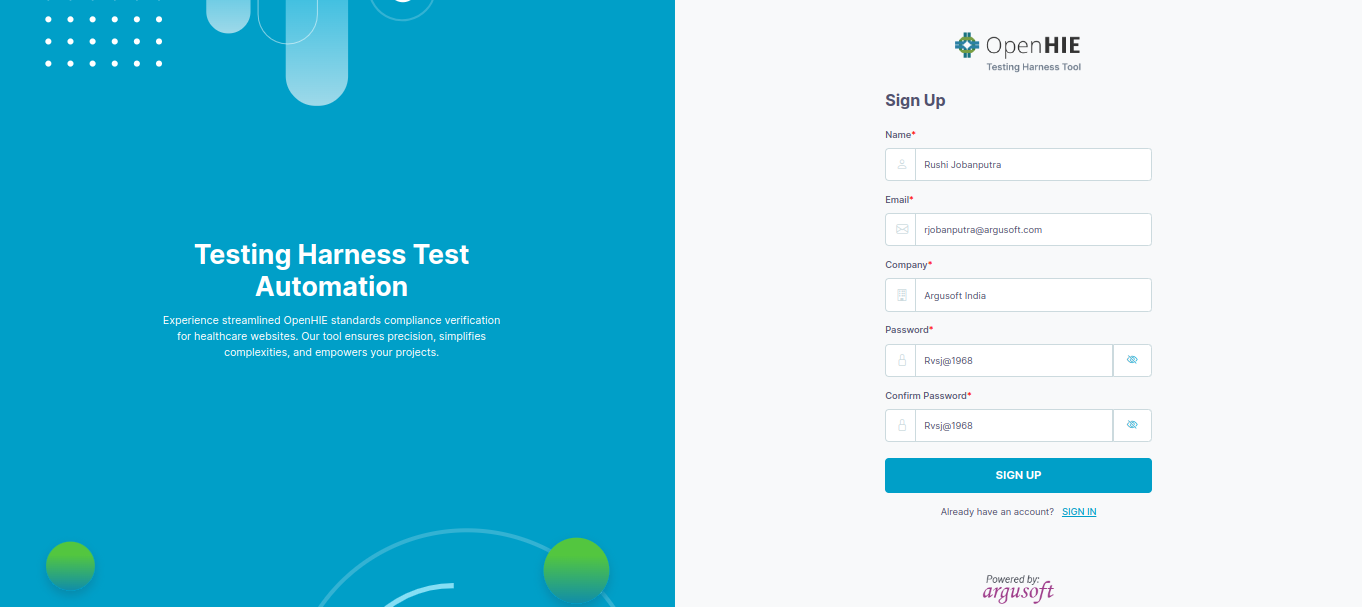 Testing Harness Test
Automation
Experience streamlined OpenHIE standards compliance verification
for healthcare websites. Our tool ensures precision, simplifies
complexities, and empowers your projects.
OpenHIE
Testing Harness Tool
Sign Up
Name*
Rushi Jobanputra
Email*
rjobanputra@argusoft.com
Company*
Argusoft India
Password*
Rvsj@1968
Confirm Password*
Rvsj@1968
SIGN UP
Already have an account? SIGN IN
Powered by:
argusoft